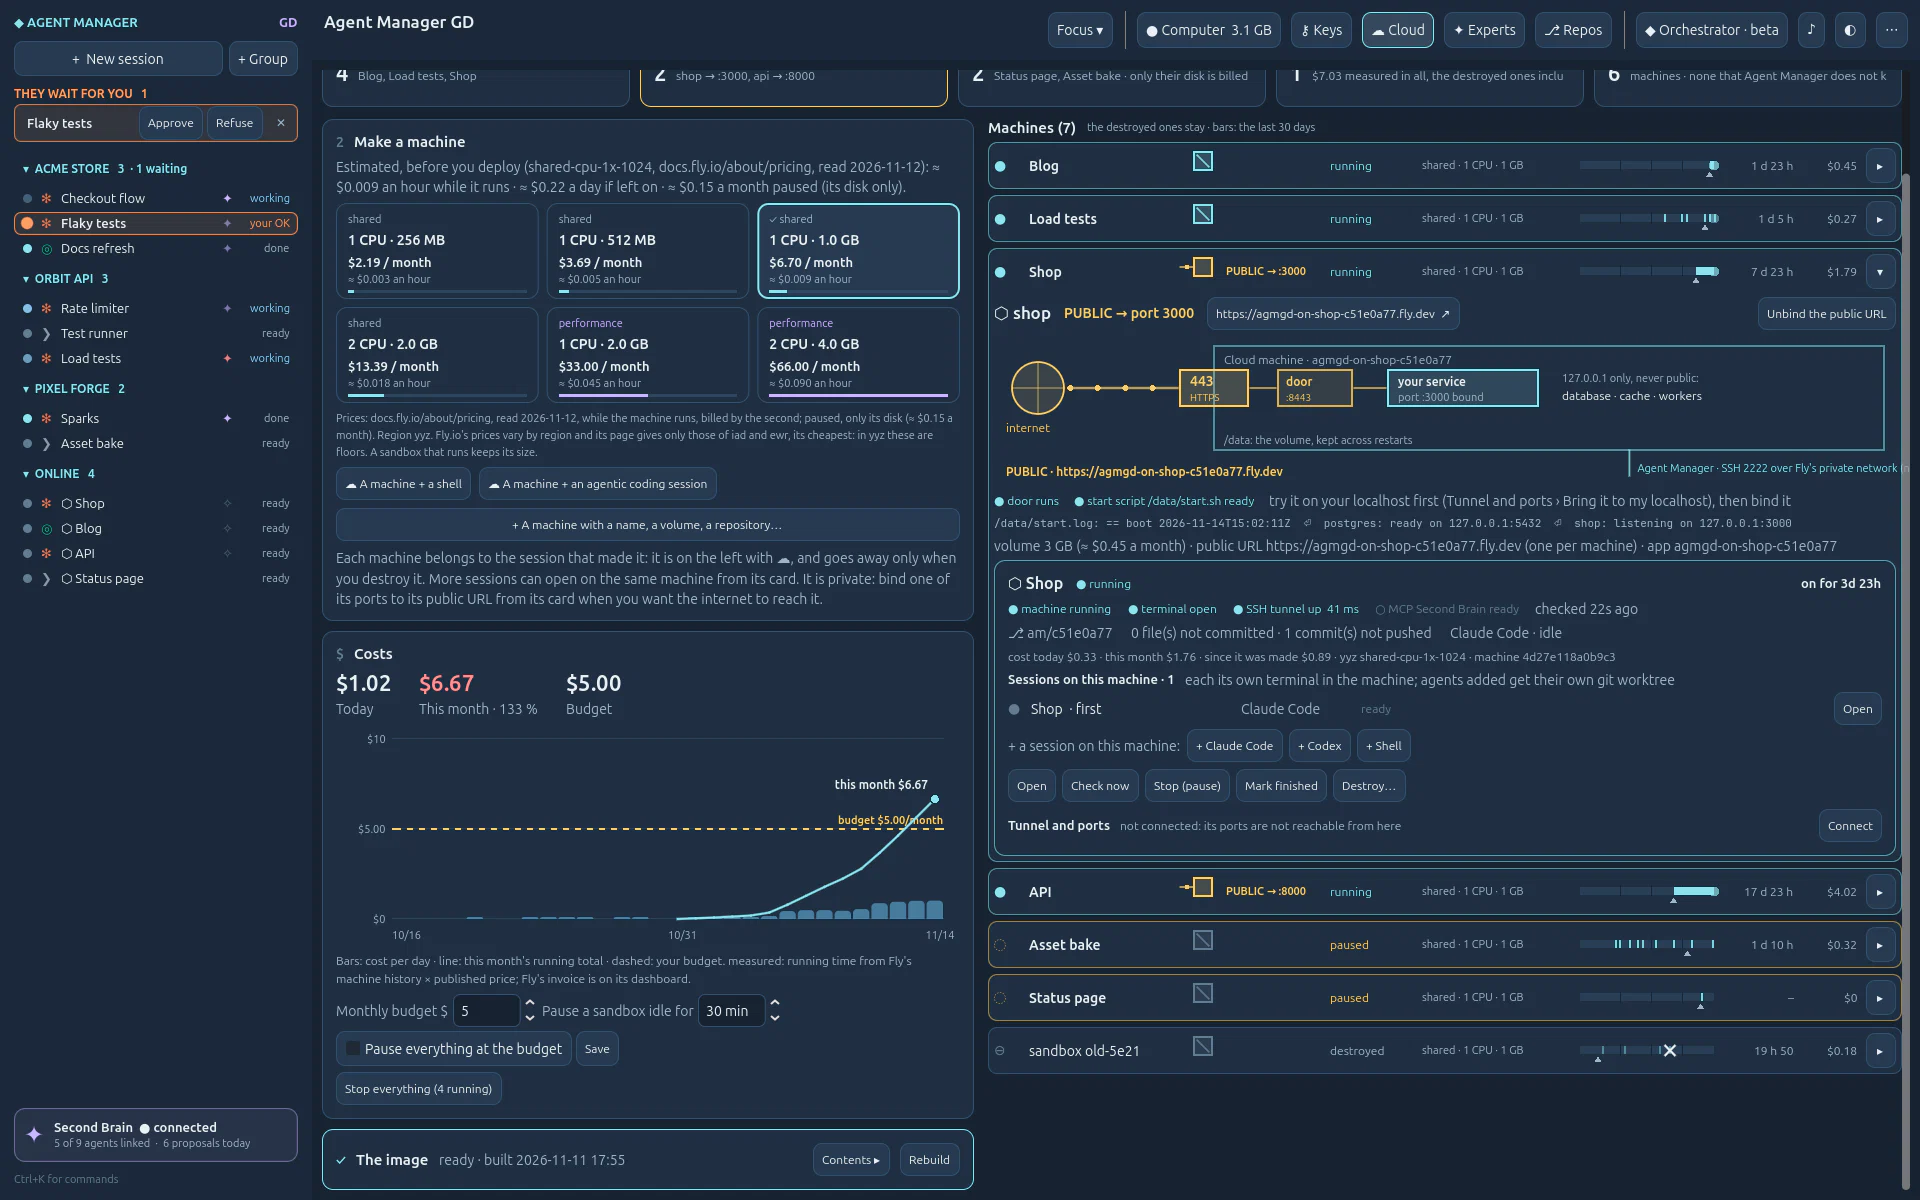 ◆ AGENT MANAGER GD
+ New session
+ Group
THEY WAIT FOR YOU 1
Flaky tests Approve Refuse ×
▾ ACME STORE 3 · 1 waiting
Checkout flow working
Flaky tests your OK
Docs refresh done
▾ ORBIT API 3
Rate limiter working
Test runner ready
Load tests working
▾ PIXEL FORGE 2
Sparks done
Asset bake ready
▾ ONLINE 4
Shop ready
Blog ready
API ready
Status page ready
Second Brain ● connected
5 of 9 agents linked · 6 proposals today
Ctrl+K for commands
Agent Manager GD
Focus ▾
● Computer 3.1 GB
Keys
☁ Cloud
✦ Experts
Repos
◆ Orchestrator · beta
♪
⋯
4 Blog, Load tests, Shop
2 shop → :3000, api → :8000
2 Status page, Asset bake · only their disk is billed
1 $7.03 measured in all, the destroyed ones inclu
6 machines · none that Agent Manager does not k
2 Make a machine
Estimated, before you deploy (shared-cpu-1x-1024, docs.fly.io/about/pricing, read 2026-11-12): ≈
$0.009 an hour while it runs · ≈ $0.22 a day if left on · ≈ $0.15 a month paused (its disk only).
shared
1 CPU · 256 MB
$2.19 / month
≈ $0.003 an hour
shared
1 CPU · 512 MB
$3.69 / month
≈ $0.005 an hour
✓ shared
1 CPU · 1.0 GB
$6.70 / month
≈ $0.009 an hour
shared
2 CPU · 2.0 GB
$13.39 / month
≈ $0.018 an hour
performance
1 CPU · 2.0 GB
$33.00 / month
≈ $0.045 an hour
performance
2 CPU · 4.0 GB
$66.00 / month
≈ $0.090 an hour
Prices: docs.fly.io/about/pricing, read 2026-11-12, while the machine runs, billed by the second; paused, only its disk (≈ $0.15 a
month). Region yyz. Fly.io's prices vary by region and its page gives only those of iad and ewr, its cheapest: in yyz these are
floors. A sandbox that runs keeps its size.
☁ A machine + a shell
☁ A machine + an agentic coding session
+ A machine with a name, a volume, a repository…
Each machine belongs to the session that made it: it is on the left with ☁, and goes away only when
you destroy it. More sessions can open on the same machine from its card. It is private: bind one of
its ports to its public URL from its card when you want the internet to reach it.
$ Costs
$1.02 $6.67 $5.00
Today This month · 133 % Budget
$10
this month $6.67
budget $5.00/month
$5.00
$0
10/16 10/31 11/14
Bars: cost per day · line: this month's running total · dashed: your budget. measured: running time from Fly's
machine history × published price; Fly's invoice is on its dashboard.
Monthly budget $ 5 Pause a sandbox idle for 30 min
Pause everything at the budget Save
Stop everything (4 running)
✓ The image ready · built 2026-11-11 17:55 Contents ▸ Rebuild
Machines (7) the destroyed ones stay · bars: the last 30 days
Blog running shared · 1 CPU · 1 GB 1 d 23 h $0.45 ▸
Load tests running shared · 1 CPU · 1 GB 1 d 5 h $0.27 ▸
Shop PUBLIC → :3000 running shared · 1 CPU · 1 GB 7 d 23 h $1.79 ▾
shop PUBLIC → port 3000 https://agmgd-on-shop-c51e0a77.fly.dev ↗ Unbind the public URL
Cloud machine · agmgd-on-shop-c51e0a77
443
HTTPS
door
:8443
your service
port :3000 bound
127.0.0.1 only, never public:
database · cache · workers
internet
/data: the volume, kept across restarts
PUBLIC · https://agmgd-on-shop-c51e0a77.fly.dev
Agent Manager · SSH 2222 over Fly's private network
● door runs ● start script /data/start.sh ready try it on your localhost first (Tunnel and ports › Bring it to my localhost), then bind it
/data/start.log: == boot 2026-11-14T15:02:11Z ⏎ postgres: ready on 127.0.0.1:5432 ⏎ shop: listening on 127.0.0.1:3000
volume 3 GB (≈ $0.45 a month) · public URL https://agmgd-on-shop-c51e0a77.fly.dev (one per machine) · app agmgd-on-shop-c51e0a77
Shop ● running on for 3d 23h
● machine running ● terminal open ● SSH tunnel up 41 ms MCP Second Brain ready checked 22s ago
am/c51e0a77 0 file(s) not committed · 1 commit(s) not pushed Claude Code · idle
cost today $0.33 · this month $1.76 · since it was made $0.89 · yyz shared-cpu-1x-1024 · machine 4d27e118a0b9c3
Sessions on this machine · 1 each its own terminal in the machine; agents added get their own git worktree
Shop · first Claude Code ready Open
+ a session on this machine: + Claude Code + Codex + Shell
Open Check now Stop (pause) Mark finished Destroy…
Tunnel and ports not connected: its ports are not reachable from here Connect
API PUBLIC → :8000 running shared · 1 CPU · 1 GB 17 d 23 h $4.02 ▸
Asset bake paused shared · 1 CPU · 1 GB 1 d 10 h $0.32 ▸
Status page paused shared · 1 CPU · 1 GB – $0 ▸
sandbox old-5e21 destroyed shared · 1 CPU · 1 GB 19 h 50 $0.18 ▸